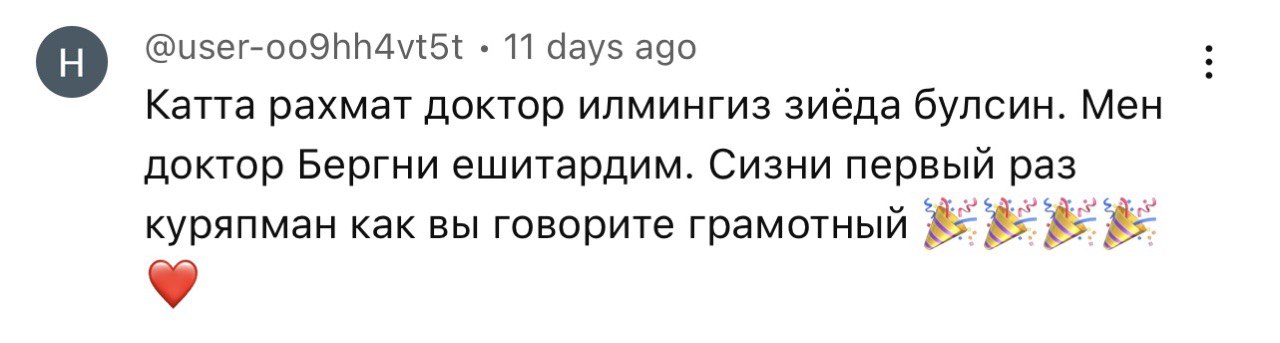 H
@user-oo9hh4vt5t • 11 days ago
Катта рахмат доктор илмингиз зиёда булсин. Мен
доктор Бергни ешитардим. Сизни первый раз
куряпман как вы говорите грамотный 🎉🎉🎉🎉
❤️